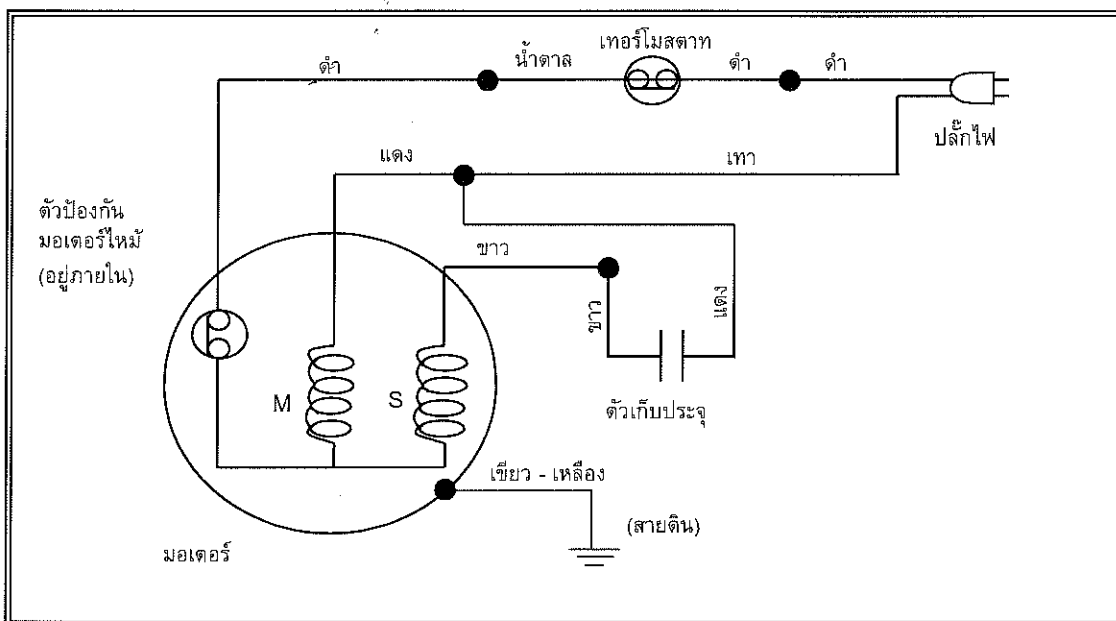 เทอร์โมสตาท
ดำ
น้ำตาล
ดำ
ดำ
ปลั๊กไฟ
แดง
เทา
ตัวป้องกัน
มอเตอร์ไหม้
(อยู่ภายใน)
ขาว
ขาว
แดง
M
S
ตัวเก็บประจุ
เขียว - เหลือง
(สายดิน)
มอเตอร์